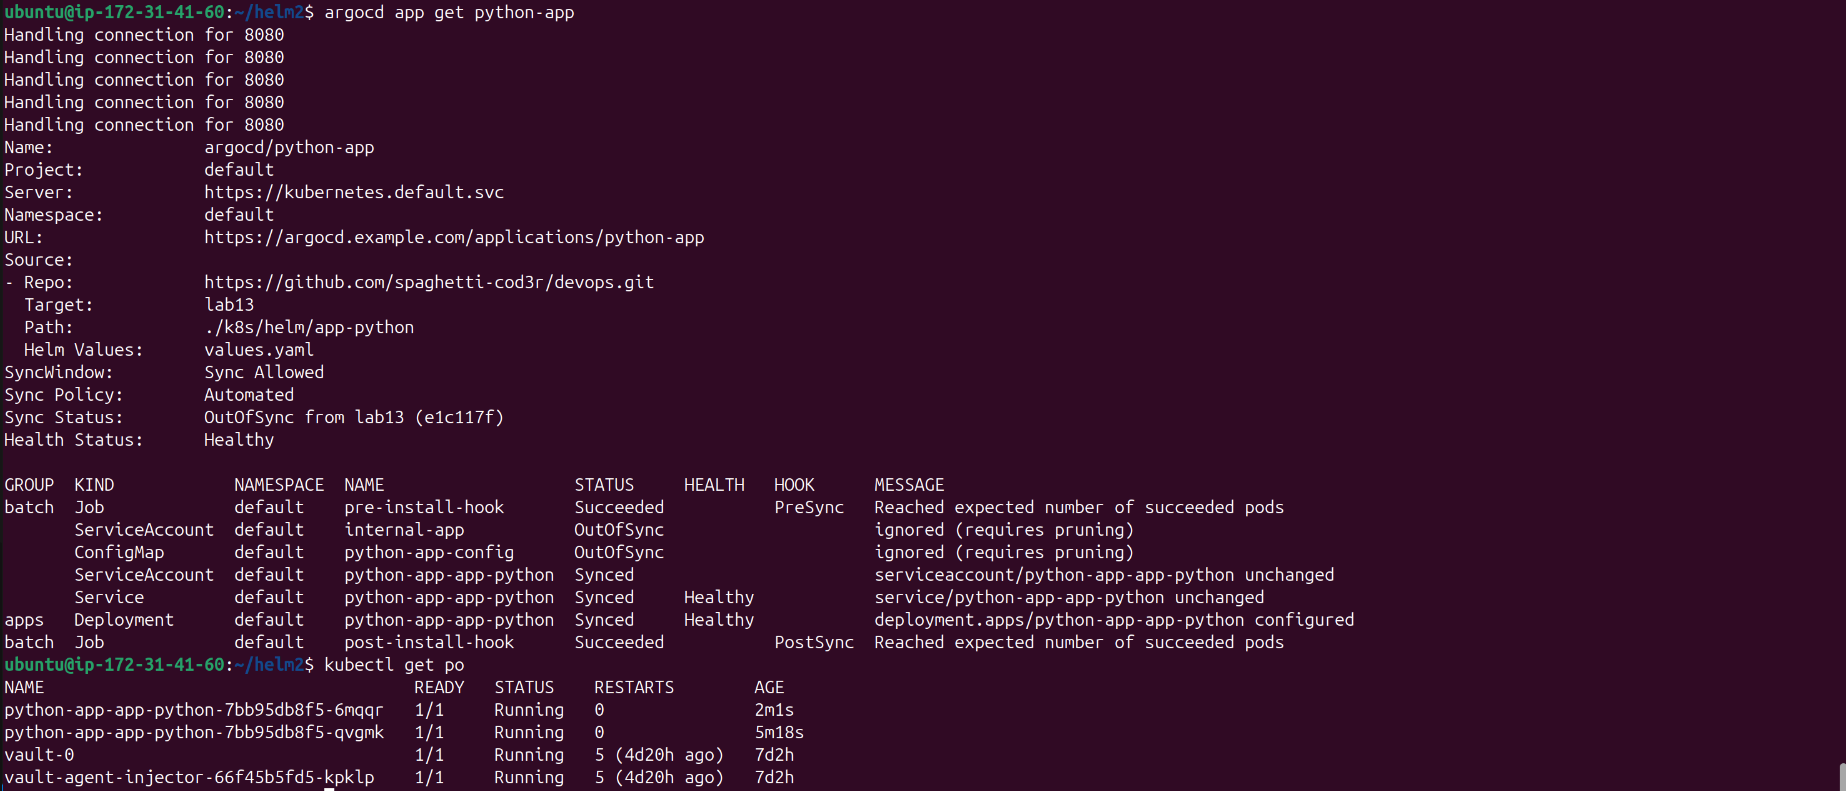 ubuntu@ip-172-31-41-60:~/helm2$ argocd app get python-app
Handling connection for 8080
Handling connection for 8080
Handling connection for 8080
Handling connection for 8080
Handling connection for 8080
Name:               argocd/python-app
Project:            default
Server:             https://kubernetes.default.svc
Namespace:          default
URL:                https://argocd.example.com/applications/python-app
Source:
- Repo:             https://github.com/spaghetti-cod3r/devops.git
  Target:           lab13
  Path:             ./k8s/helm/app-python
  Helm Values:      values.yaml
SyncWindow:         Sync Allowed
Sync Policy:        Automated
Sync Status:        OutOfSync from lab13 (e1c117f)
Health Status:      Healthy

GROUP  KIND            NAMESPACE  NAME                   STATUS     HEALTH   HOOK      MESSAGE
batch  Job             default    pre-install-hook       Succeeded           PreSync   Reached expected number of succeeded pods
       ServiceAccount  default    internal-app           OutOfSync                     ignored (requires pruning)
       ConfigMap       default    python-app-config      OutOfSync                     ignored (requires pruning)
       ServiceAccount  default    python-app-app-python  Synced                        serviceaccount/python-app-app-python unchanged
       Service         default    python-app-app-python  Synced     Healthy            service/python-app-app-python unchanged
apps   Deployment      default    python-app-app-python  Synced     Healthy            deployment.apps/python-app-app-python configured
batch  Job             default    post-install-hook      Succeeded           PostSync  Reached expected number of succeeded pods
ubuntu@ip-172-31-41-60:~/helm2$ kubectl get po
NAME                                     READY   STATUS    RESTARTS        AGE
python-app-app-python-7bb95db8f5-6mqqr   1/1     Running   0               2m1s
python-app-app-python-7bb95db8f5-qvgmk   1/1     Running   0               5m18s
vault-0                                  1/1     Running   5 (4d20h ago)   7d2h
vault-agent-injector-66f45b5fd5-kpklp    1/1     Running   5 (4d20h ago)   7d2h